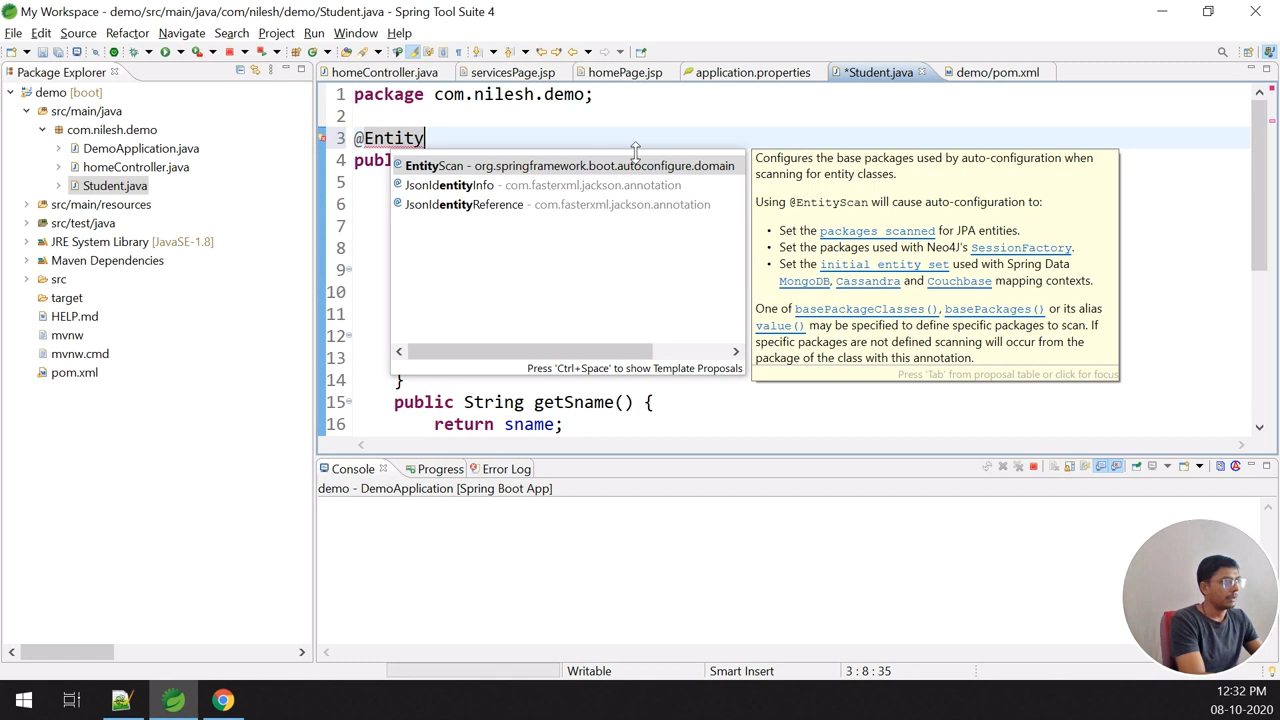 My Workspace - demo/src/main/java/com/nilesh/demo/Student.java - Spring Tool Suite 4
File Edit Source Refactor Navigate Search Project Run Window Help
Package Explorer
homeController.java
servicesPage.jsp
homePage.jsp
application.properties
*Student.java
demo/pom.xml
demo [boot]
src/main/java
com.nilesh.demo
DemoApplication.java
homeController.java
Student.java
src/main/resources
src/test/java
JRE System Library [JavaSE-1.8]
Maven Dependencies
src
target
HELP.md
mvnw
mvnw.cmd
pom.xml
1 package com.nilesh.demo;
2
3 @Entity
4 publ
5
6
7
8
9
10
11
12
13
14 }
15 public String getSname() {
16 return sname;
EntityScan - org.springframework.boot.autoconfigure.domain
JsonIdentityInfo - com.fasterxml.jackson.annotation
JsonIdentityReference - com.fasterxml.jackson.annotation
Press 'Ctrl+Space' to show Template Proposals
Configures the base packages used by auto-configuration when
scanning for entity classes.
Using @EntityScan will cause auto-configuration to:
• Set the packages scanned for JPA entities.
• Set the packages used with Neo4J's SessionFactory.
• Set the initial entity set used with Spring Data
MongoDB, Cassandra and Couchbase mapping contexts.
One of basePackageClasses(), basePackages() or its alias
value() may be specified to define specific packages to scan. If
specific packages are not defined scanning will occur from the
package of the class with this annotation.
Press 'Tab' from proposal table or click for focus
Console
Progress
Error Log
demo - DemoApplication [Spring Boot App]
Writable
Smart Insert
3 : 8 : 35
12:32 PM
08-10-2020